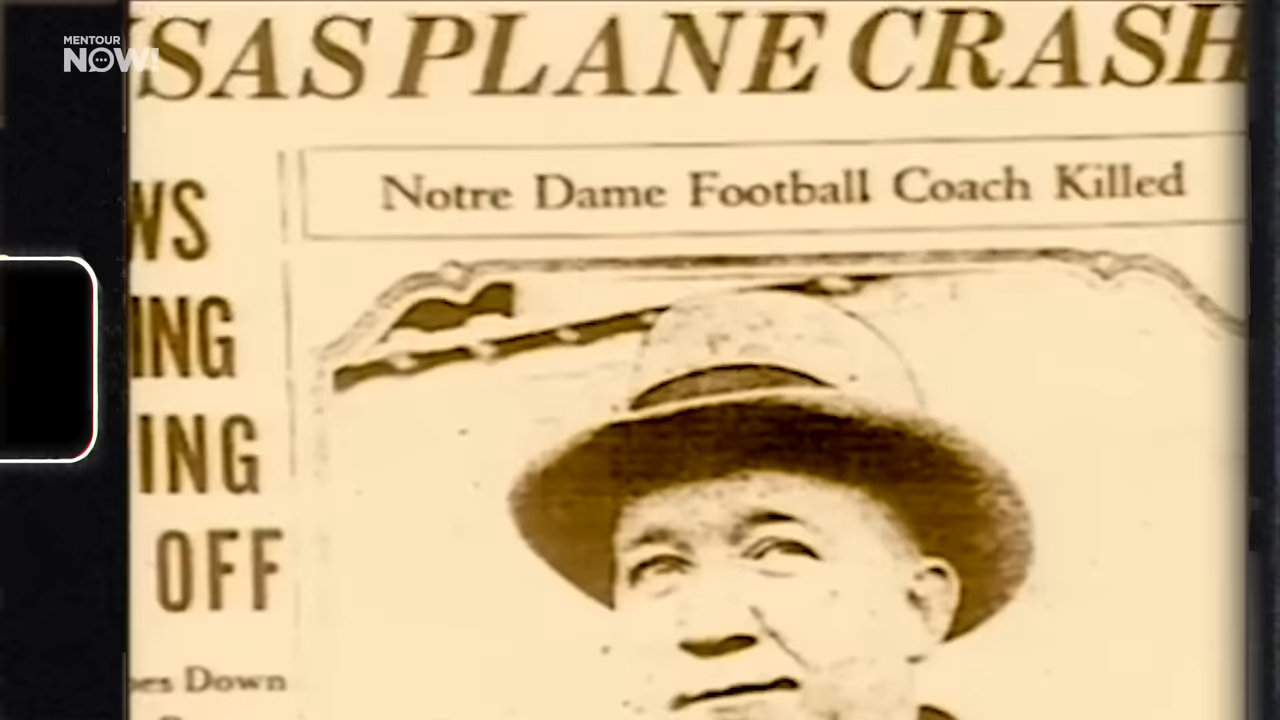 MENTOUR
NOW!
SAS PLANE CRASH
Notre Dame Football Coach Killed
WS
ING
ING
OFF
es Down